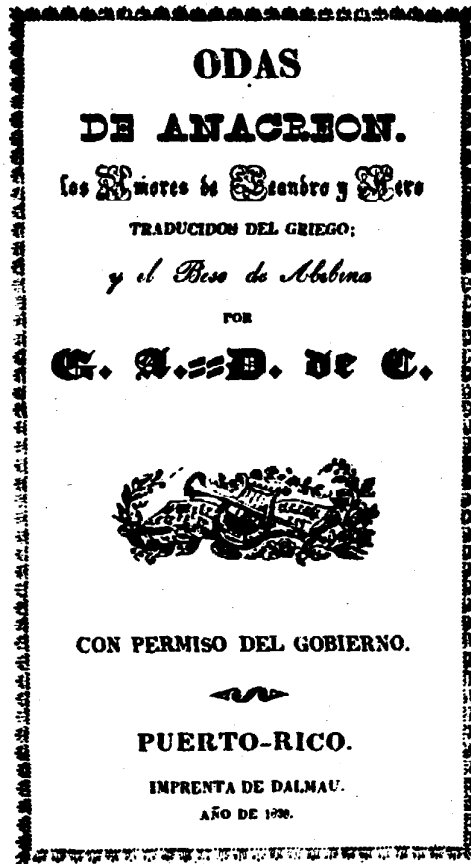 ODAS
DE ANACREON.
Los Amores de Leandro y Hero
TRADUCIDOS DEL GRIEGO;
y el Beso de Abibina
POR
G. A.==D. de C.
CON PERMISO DEL GOBIERNO.
PUERTO-RICO.
IMPRENTA DE DALMAU.
AÑO DE